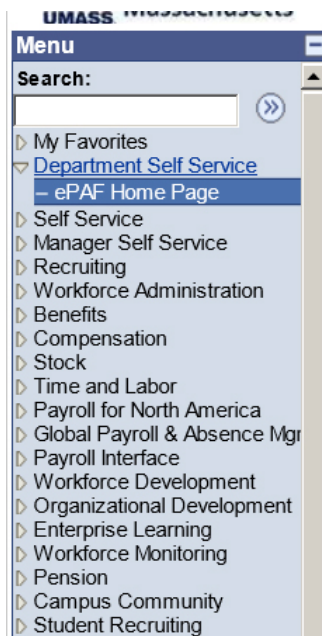 UMASS Massachusetts
Menu
Search:
My Favorites
Department Self Service
– ePAF Home Page
Self Service
Manager Self Service
Recruiting
Workforce Administration
Benefits
Compensation
Stock
Time and Labor
Payroll for North America
Global Payroll & Absence Mgr
Payroll Interface
Workforce Development
Organizational Development
Enterprise Learning
Workforce Monitoring
Pension
Campus Community
Student Recruiting